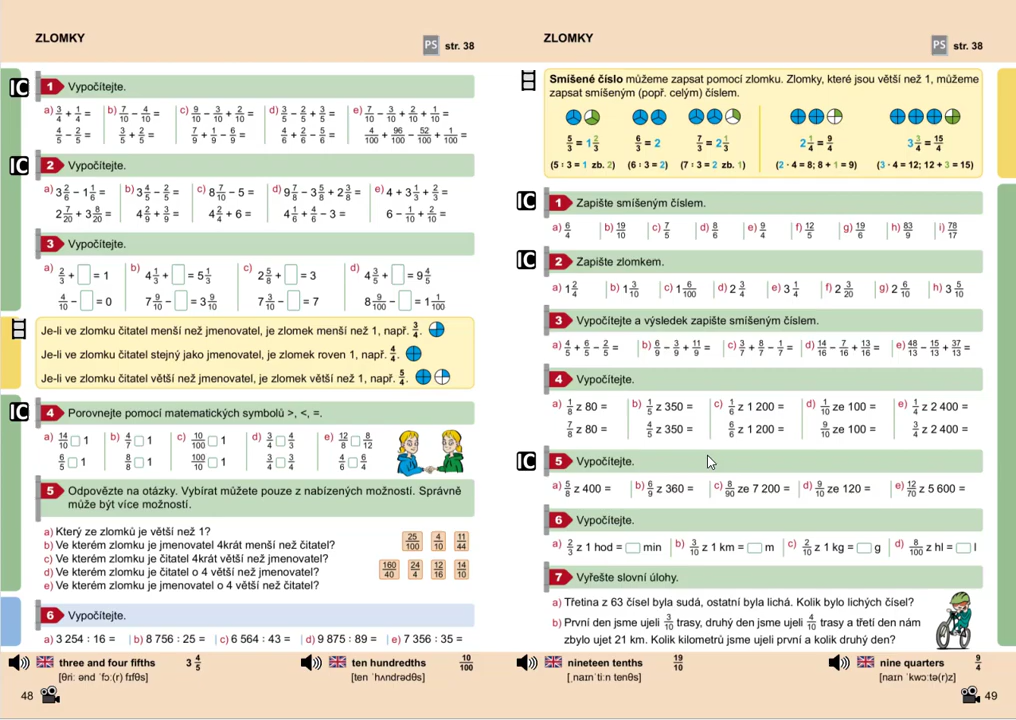 ZLOMKY
PS str. 38
1 Vypočítejte.
a) 3/4 + 1/4 = b) 7/10 − 4/10 = c) 9/10 − 3/10 + 2/10 = d) 3/5 − 2/5 + 3/5 = e) 7/10 − 3/10 + 2/10 + 1/10 =
4/5 − 2/5 = 3/5 + 2/5 = 7/9 + 1/9 − 6/9 = 4/6 + 2/6 − 5/6 = 4/100 + 96/100 − 52/100 + 1/100 =
2 Vypočítejte.
a) 3 2/6 − 1 1/6 = b) 3 4/5 − 2/5 = c) 8 7/10 − 5 = d) 9 7/8 − 3 5/8 + 2 3/8 = e) 4 + 3 1/3 + 2/3 =
2 7/20 + 3 8/20 = 4 2/9 + 3/9 = 4 2/4 + 6 = 4 1/6 + 4/6 − 3 = 6 − 1/10 + 2/10 =
3 Vypočítejte.
a) 2/3 + □ = 1 b) 4 1/3 + □ = 5 1/3 c) 2 5/8 + □ = 3 d) 4 3/5 + □ = 9 4/5
4/10 − □ = 0 7 9/10 − □ = 3 9/10 7 3/10 − □ = 7 8 9/100 − □ = 1 1/100
Je-li ve zlomku čitatel menší než jmenovatel, je zlomek menší než 1, např. 3/4.
Je-li ve zlomku čitatel stejný jako jmenovatel, je zlomek roven 1, např. 4/4.
Je-li ve zlomku čitatel větší než jmenovatel, je zlomek větší než 1, např. 5/4.
4 Porovnejte pomocí matematických symbolů >, <, =.
a) 14/10 □ 1 b) 4/7 □ 1 c) 10/100 □ 1 d) 3/4 □ 4/3 e) 12/8 □ 8/12
6/5 □ 1 8/8 □ 1 100/10 □ 1 3/4 □ 3/4 4/6 □ 6/4
5 Odpovězte na otázky. Vybírat můžete pouze z nabízených možností. Správně
může být více možností.
a) Který ze zlomků je větší než 1?
b) Ve kterém zlomku je jmenovatel 4krát menší než čitatel?
c) Ve kterém zlomku je čitatel 4krát větší než jmenovatel?
d) Ve kterém zlomku je čitatel o 4 větší než jmenovatel?
e) Ve kterém zlomku je jmenovatel o 4 větší než čitatel?
25/100 4/10 11/44
160/40 24/4 12/16 14/10
6 Vypočítejte.
a) 3 254 : 16 = b) 8 756 : 25 = c) 6 564 : 43 = d) 9 875 : 89 = e) 7 356 : 35 =
three and four fifths 3 4/5 ten hundredths 10/100
[θriː ənd ˈfɔː(r) fɪfθs] [ten ˈhʌndrədθs]
48
ZLOMKY
PS str. 38
Smíšené číslo můžeme zapsat pomocí zlomku. Zlomky, které jsou větší než 1, můžeme
zapsat smíšeným (popř. celým) číslem.
5/3 = 1 2/3 6/3 = 2 7/3 = 2 1/3 2 1/4 = 9/4 3 3/4 = 15/4
(5 : 3 = 1 zb. 2) (6 : 3 = 2) (7 : 3 = 2 zb. 1) (2 · 4 = 8; 8 + 1 = 9) (3 · 4 = 12; 12 + 3 = 15)
1 Zapište smíšeným číslem.
a) 6/4 b) 19/10 c) 7/5 d) 8/6 e) 9/4 f) 12/5 g) 19/6 h) 83/9 i) 78/17
2 Zapište zlomkem.
a) 1 2/4 b) 1 3/10 c) 1 6/100 d) 2 3/4 e) 3 1/4 f) 2 3/20 g) 2 6/10 h) 3 5/10
3 Vypočítejte a výsledek zapište smíšeným číslem.
a) 4/5 + 6/5 − 2/5 = b) 6/9 − 3/9 + 11/9 = c) 3/7 + 8/7 − 1/7 = d) 14/16 − 7/16 + 13/16 = e) 48/13 − 15/13 + 37/13 =
4 Vypočítejte.
a) 1/8 z 80 = b) 1/5 z 350 = c) 1/6 z 1 200 = d) 1/10 ze 100 = e) 1/4 z 2 400 =
7/8 z 80 = 4/5 z 350 = 6/6 z 1 200 = 9/10 ze 100 = 3/4 z 2 400 =
5 Vypočítejte.
a) 5/8 z 400 = b) 6/9 z 360 = c) 8/90 ze 7 200 = d) 9/10 ze 120 = e) 12/70 z 5 600 =
6 Vypočítejte.
a) 2/3 z 1 hod = □ min b) 3/10 z 1 km = □ m c) 2/10 z 1 kg = □ g d) 8/100 z hl = □ l
7 Vyřešte slovní úlohy.
a) Třetina z 63 čísel byla sudá, ostatní byla lichá. Kolik bylo lichých čísel?
b) První den jsme ujeli 3/10 trasy, druhý den jsme ujeli 4/10 trasy a třetí den nám
zbylo ujet 21 km. Kolik kilometrů jsme ujeli první a kolik druhý den?
nineteen tenths 19/10 nine quarters 9/4
[ˌnaɪnˈtiːn tenθs] [naɪn ˈkwɔːtə(r)z]
49